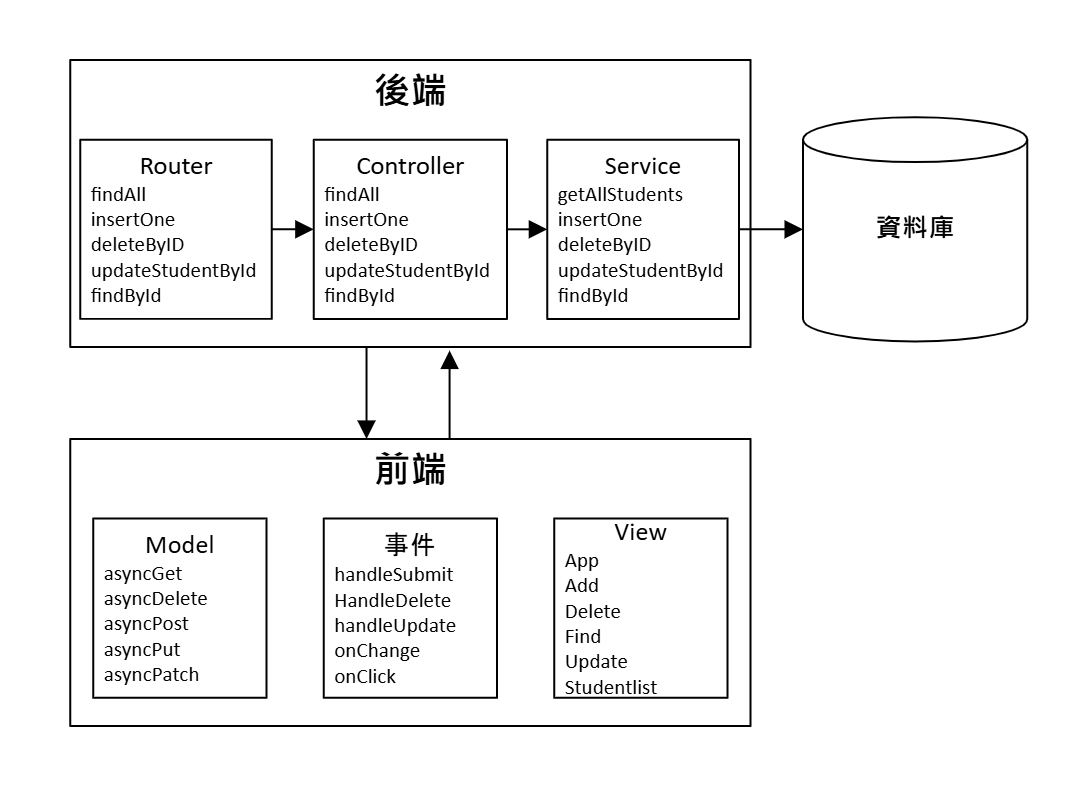 後端
Router
findAll
insertOne
deleteByID
updateStudentById
findById
Controller
findAll
insertOne
deleteByID
updateStudentById
findById
Service
getAllStudents
insertOne
deleteByID
updateStudentById
findById
資料庫
前端
Model
asyncGet
asyncDelete
asyncPost
asyncPut
asyncPatch
事件
handleSubmit
HandleDelete
handleUpdate
onChange
onClick
View
App
Add
Delete
Find
Update
Studentlist